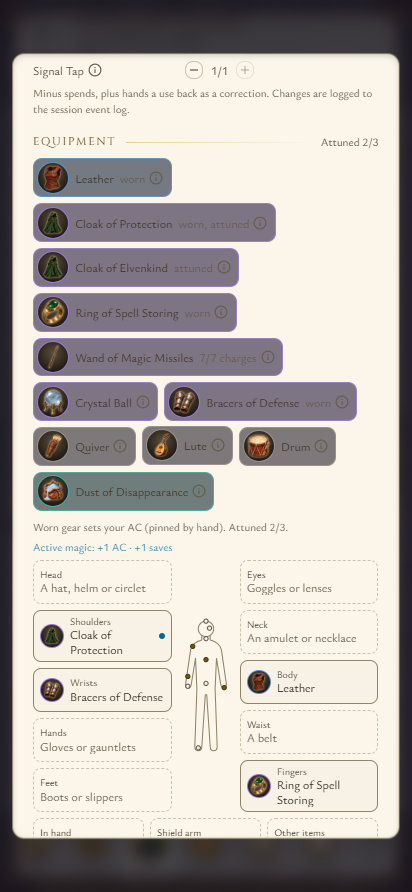 Signal Tap
1/1
Minus spends, plus hands a use back as a correction. Changes are logged to
the session event log.
EQUIPMENT
Attuned 2/3
Leather worn
Cloak of Protection worn, attuned
Cloak of Elvenkind attuned
Ring of Spell Storing worn
Wand of Magic Missiles 7/7 charges
Crystal Ball
Bracers of Defense worn
Quiver
Lute
Drum
Dust of Disappearance
Worn gear sets your AC (pinned by hand). Attuned 2/3.
Active magic: +1 AC · +1 saves
Head
A hat, helm or circlet
Eyes
Goggles or lenses
Shoulders
Cloak of
Protection
Neck
An amulet or necklace
Wrists
Bracers of Defense
Body
Leather
Hands
Gloves or gauntlets
Waist
A belt
Feet
Boots or slippers
Fingers
Ring of Spell
Storing
In hand
Shield arm
Other items